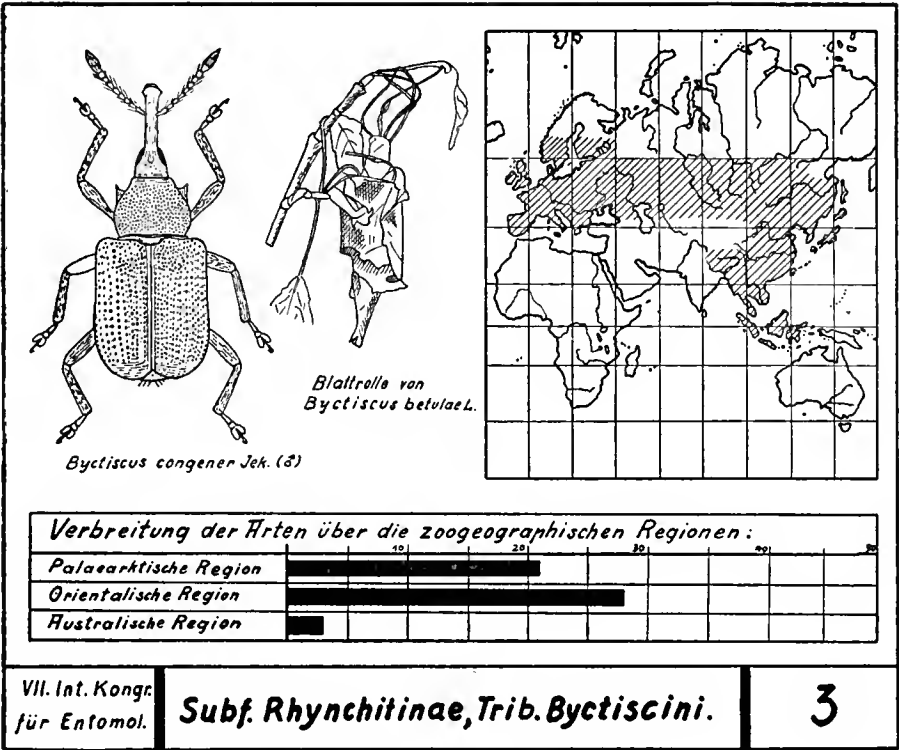 Blattrolle von
Byctiscus betulae L.
Byctiscus congener Jek. (♂)
Verbreitung der Arten über die zoogeographischen Regionen:
10 20 30 40 50
Palaearktische Region
Orientalische Region
Australische Region
VII. Int. Kongr.
für Entomol.
Subf. Rhynchitinae, Trib. Byctiscini.
3